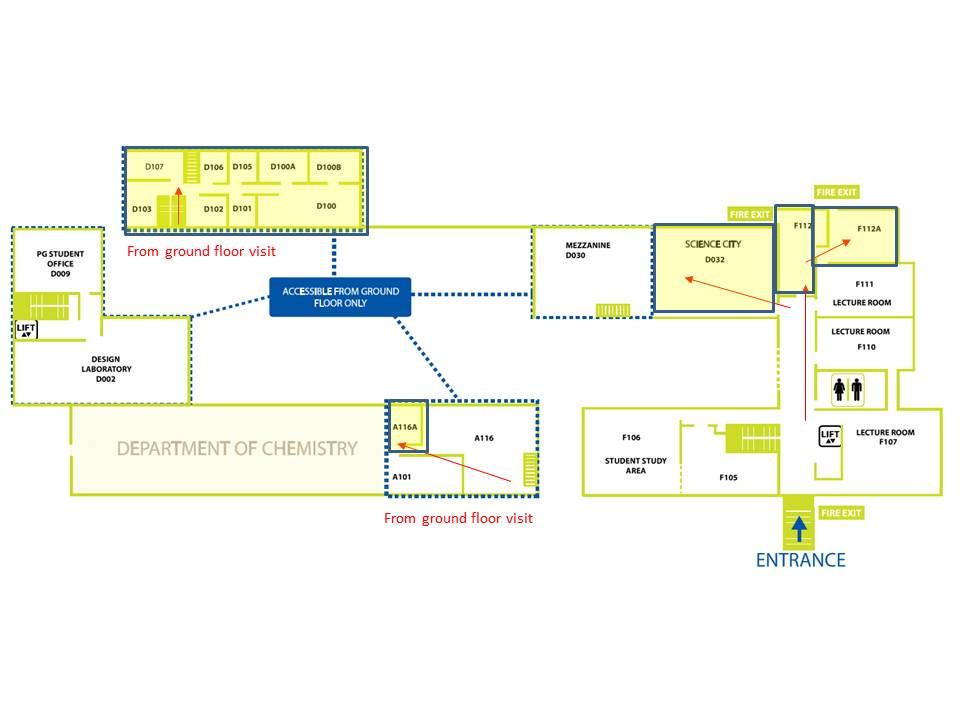 FIRE EXIT
D107
D106
D105
D100A
D100B
D103
D102
D101
D100
FIRE EXIT
F112
F112A
From ground floor visit
PG STUDENT
OFFICE
D009
MEZZANINE
D030
SCIENCE CITY
D032
ACCESSIBLE FROM GROUND
FLOOR ONLY
F111
LECTURE ROOM
LIFT
LECTURE ROOM
F110
DESIGN
LABORATORY
D002
A116A
A116
DEPARTMENT OF CHEMISTRY
A101
F106
STUDENT STUDY
AREA
F105
LIFT
LECTURE ROOM
F107
From ground floor visit
FIRE EXIT
ENTRANCE